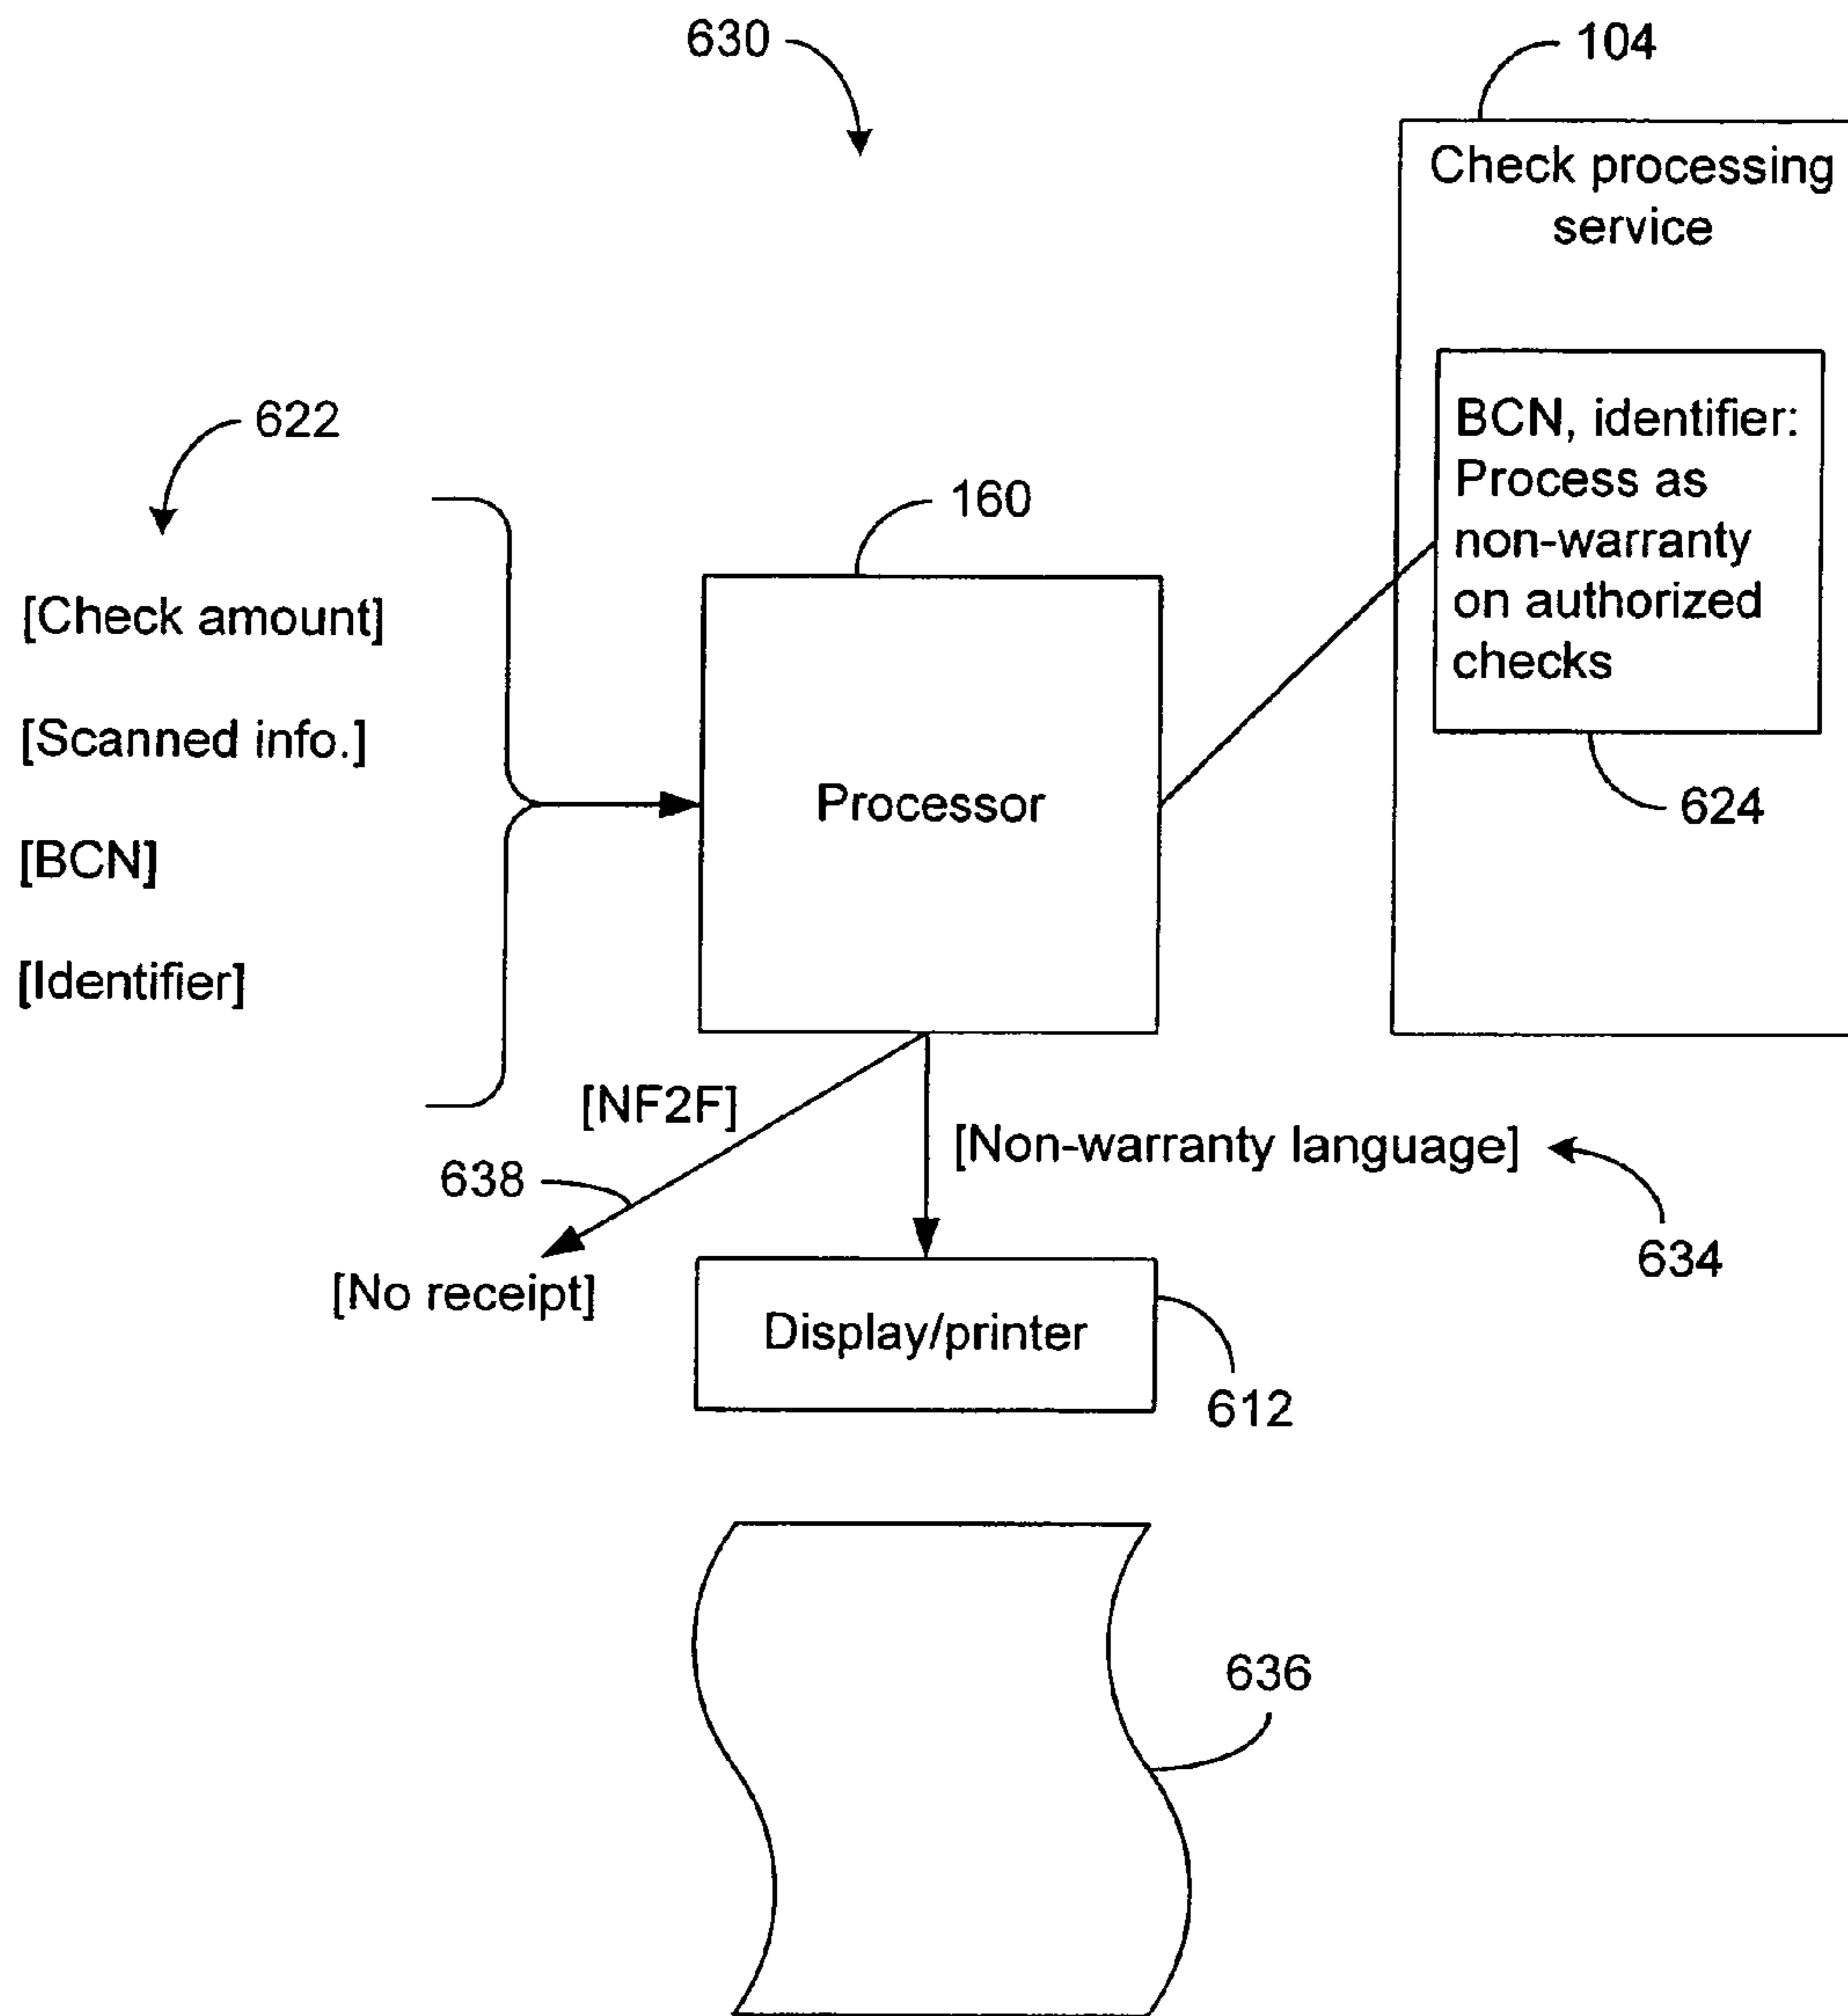 630
104
Check processing
service
622
BCN, identifier:
Process as
non-warranty
on authorized
checks
160
[Check amount]
[Scanned info.]
[BCN]
[Identifier]
Processor
624
[NF2F]
[Non-warranty language]
638
634
[No receipt]
Display/printer
612
636